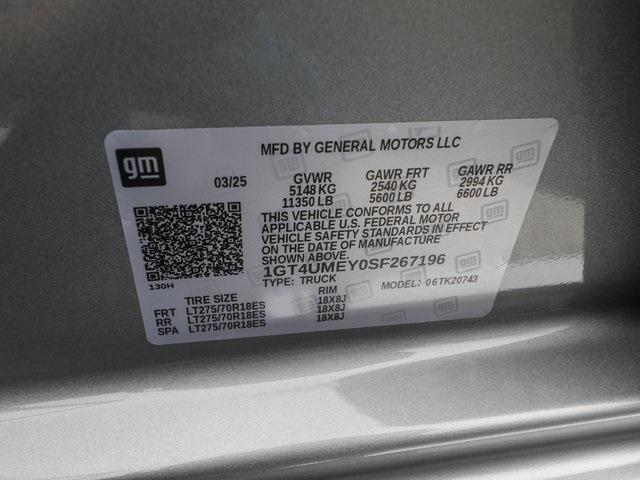 gm
MFD BY GENERAL MOTORS LLC
03/25 GVWR GAWR FRT GAWR RR
5148 KG 2540 KG 2994 KG
11350 LB 5600 LB 6600 LB
THIS VEHICLE CONFORMS TO ALL
APPLICABLE U.S. FEDERAL MOTOR
VEHICLE SAFETY STANDARDS IN EFFECT
ON THE DATE OF MANUFACTURE
SHOWN ABOVE.
1GT4UMEY0SF267196
130H
TYPE: TRUCK MODEL: 06TK20743
TIRE SIZE RIM
FRT LT275/70R18ES 18X8J
RR LT275/70R18ES 18X8J
SPA LT275/70R18ES 18X8J